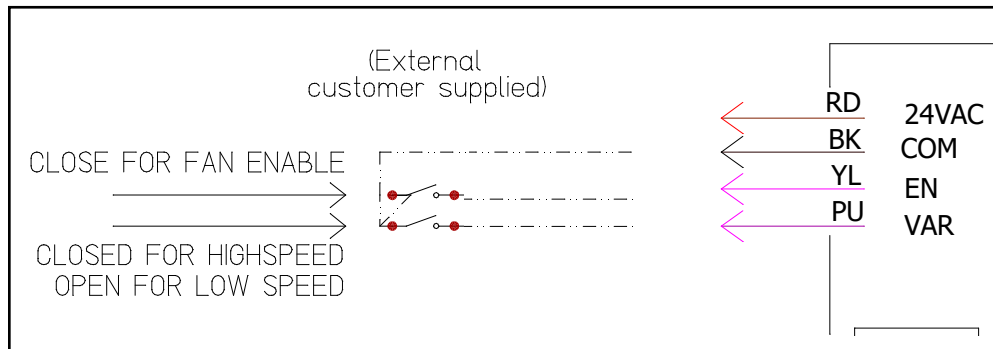 (External
customer supplied)
CLOSE FOR FAN ENABLE
CLOSED FOR HIGHSPEED
OPEN FOR LOW SPEED
RD 24VAC
BK COM
YL EN
PU VAR